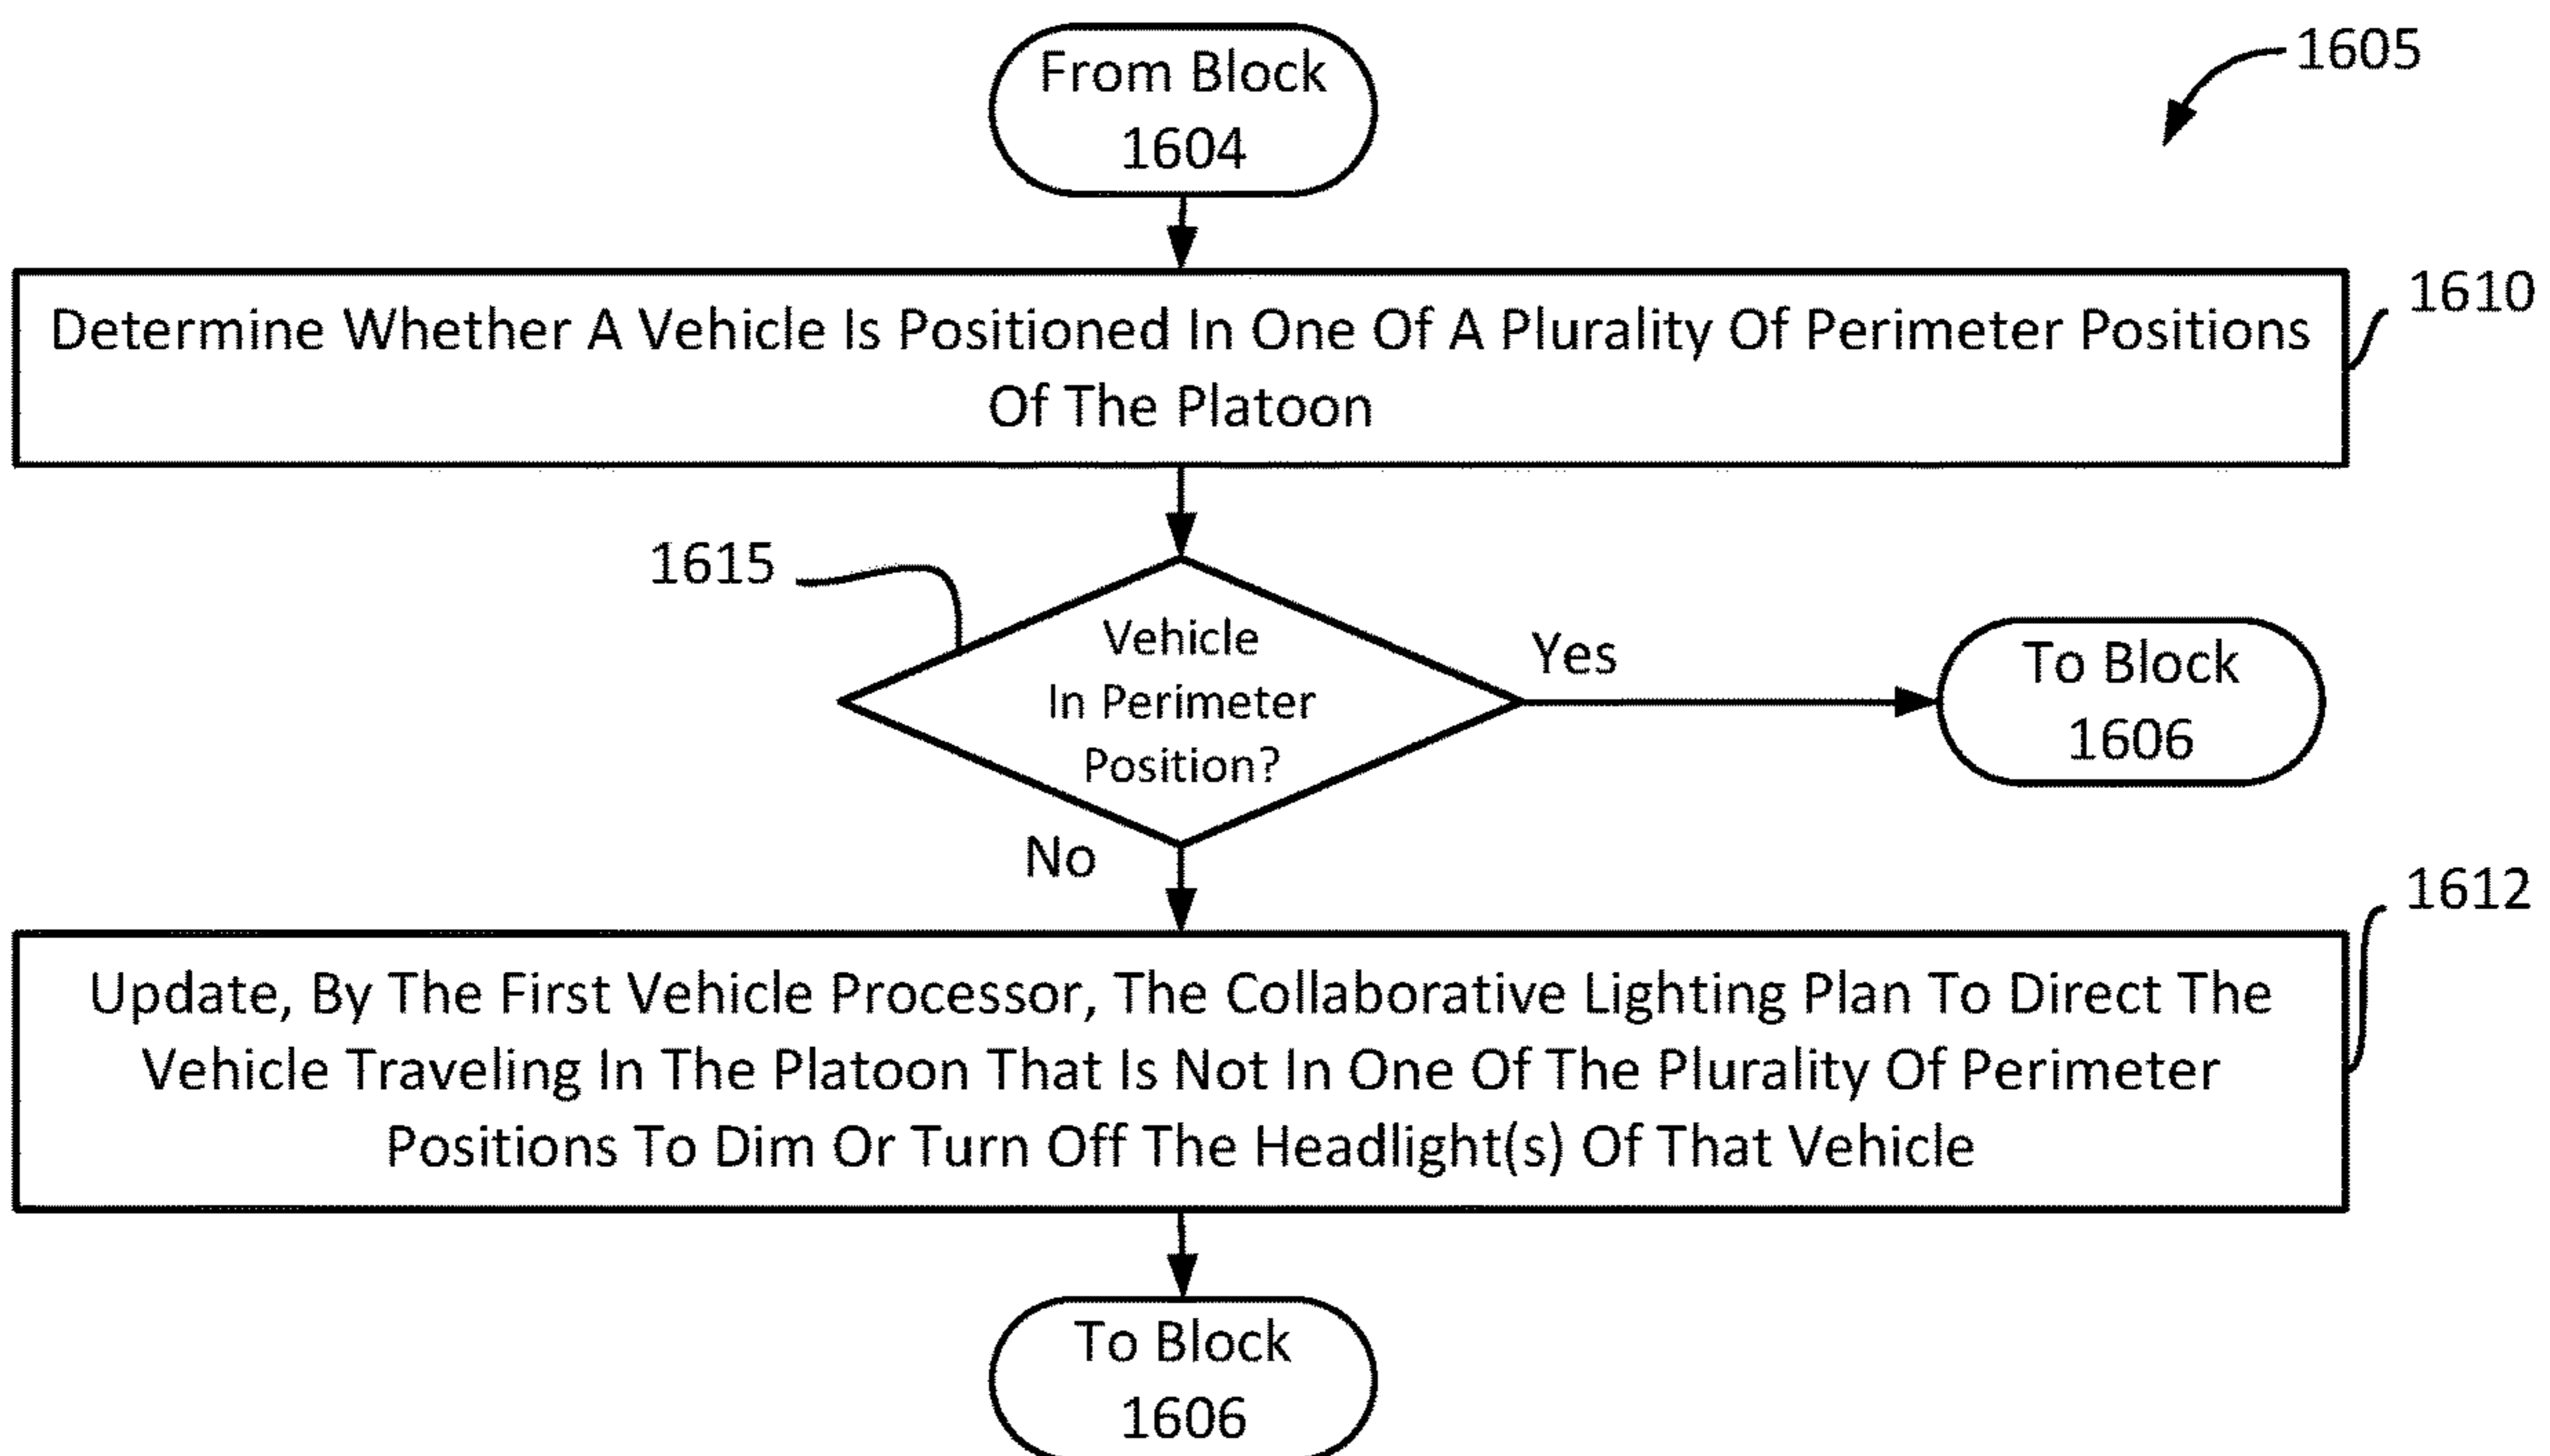 From Block
1604
1605
Determine Whether A Vehicle Is Positioned In One Of A Plurality Of Perimeter Positions
Of The Platoon
1610
1615
Vehicle
In Perimeter
Position?
Yes
To Block
1606
No
1612
Update, By The First Vehicle Processor, The Collaborative Lighting Plan To Direct The
Vehicle Traveling In The Platoon That Is Not In One Of The Plurality Of Perimeter
Positions To Dim Or Turn Off The Headlight(s) Of That Vehicle
To Block
1606